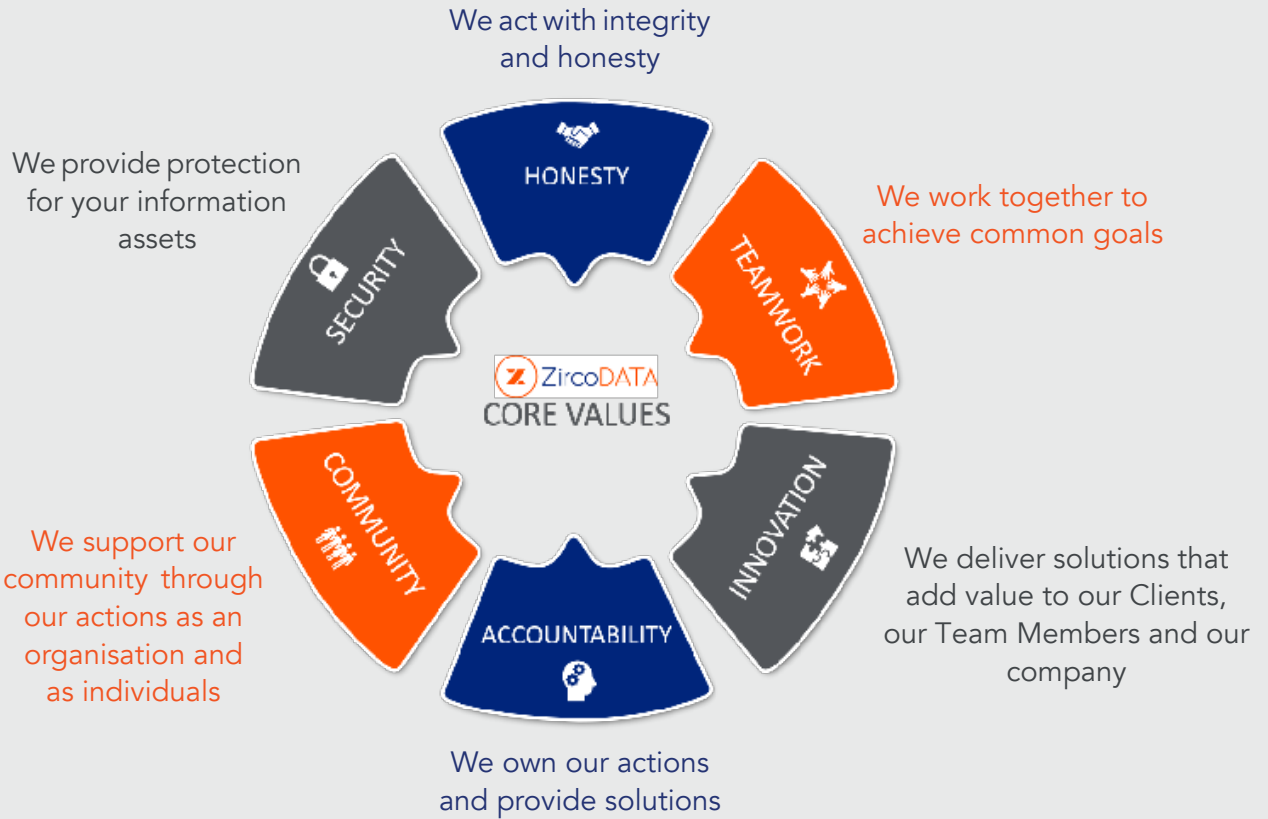 We act with integrity
and honesty
HONESTY
We provide protection
for your information
assets
SECURITY
We work together to
achieve common goals
TEAMWORK
ZircoDATA
CORE VALUES
COMMUNITY
We support our
community through
our actions as an
organisation and
as individuals
INNOVATION
We deliver solutions that
add value to our Clients,
our Team Members and our
company
ACCOUNTABILITY
We own our actions
and provide solutions